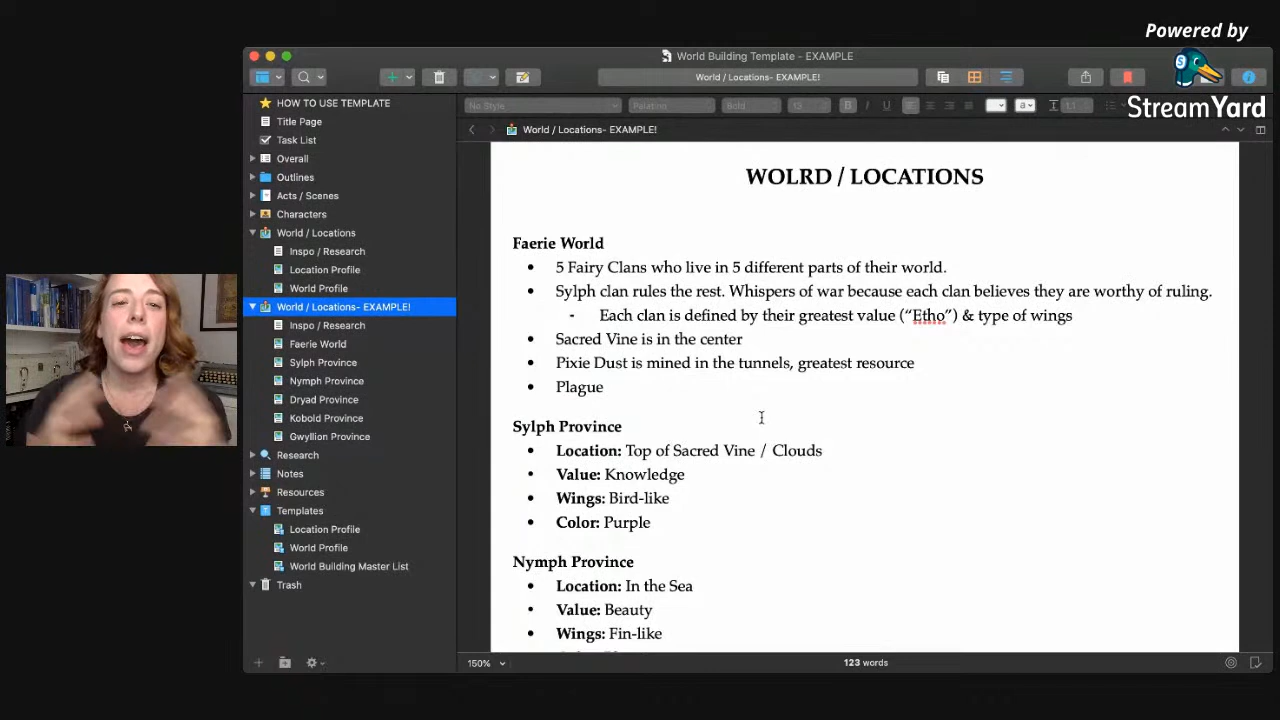 Powered by
StreamYard
World Building Template - EXAMPLE
World / Locations- EXAMPLE!
No Style
Palatino
Bold
B
I
U
a
1.1
HOW TO USE TEMPLATE
Title Page
Task List
Overall
Outlines
Acts / Scenes
Characters
World / Locations
Inspo / Research
Location Profile
World Profile
World / Locations- EXAMPLE!
Inspo / Research
Faerie World
Sylph Province
Nymph Province
Dryad Province
Kobold Province
Gwyllion Province
Research
Notes
Resources
Templates
Location Profile
World Profile
World Building Master List
Trash
World / Locations- EXAMPLE!
WOLRD / LOCATIONS
Faerie World
• 5 Fairy Clans who live in 5 different parts of their world.
• Sylph clan rules the rest. Whispers of war because each clan believes they are worthy of ruling.
- Each clan is defined by their greatest value (“Etho”) & type of wings
• Sacred Vine is in the center
• Pixie Dust is mined in the tunnels, greatest resource
• Plague
Sylph Province
• Location: Top of Sacred Vine / Clouds
• Value: Knowledge
• Wings: Bird-like
• Color: Purple
Nymph Province
• Location: In the Sea
• Value: Beauty
• Wings: Fin-like
150%
123 words